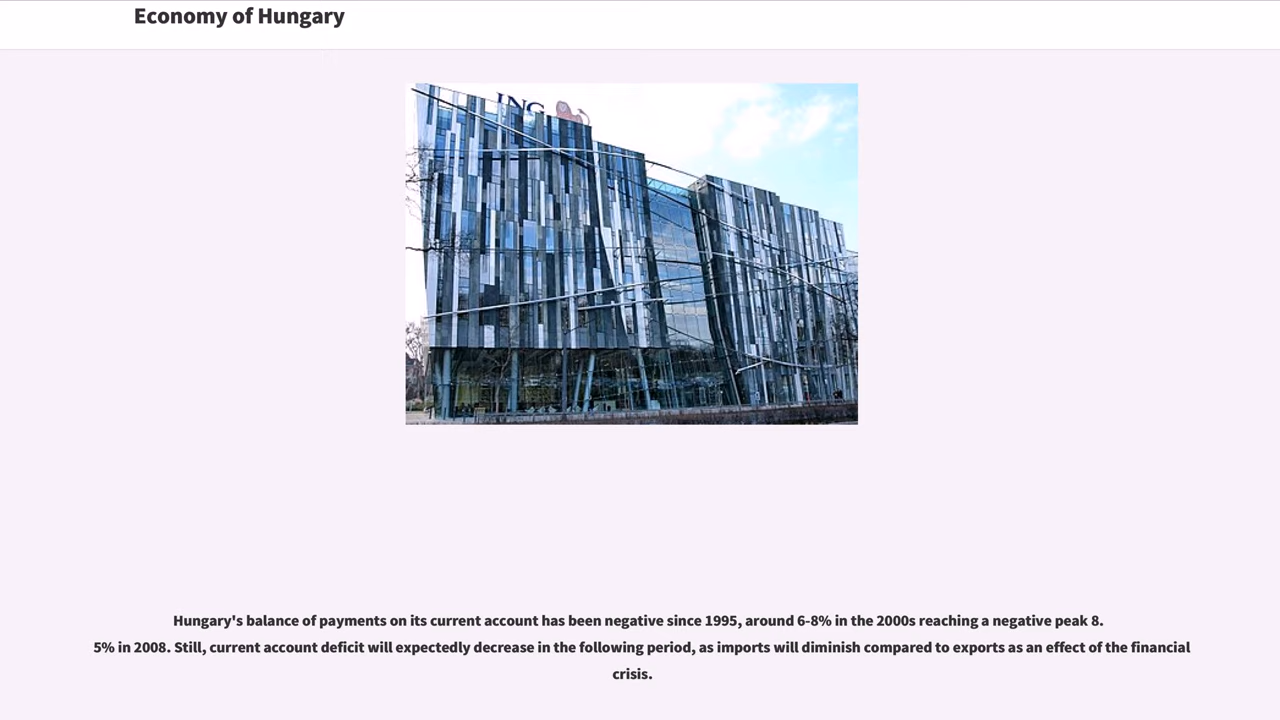 Economy of Hungary
ING
Hungary's balance of payments on its current account has been negative since 1995, around 6-8% in the 2000s reaching a negative peak 8.
5% in 2008. Still, current account deficit will expectedly decrease in the following period, as imports will diminish compared to exports as an effect of the financial
crisis.